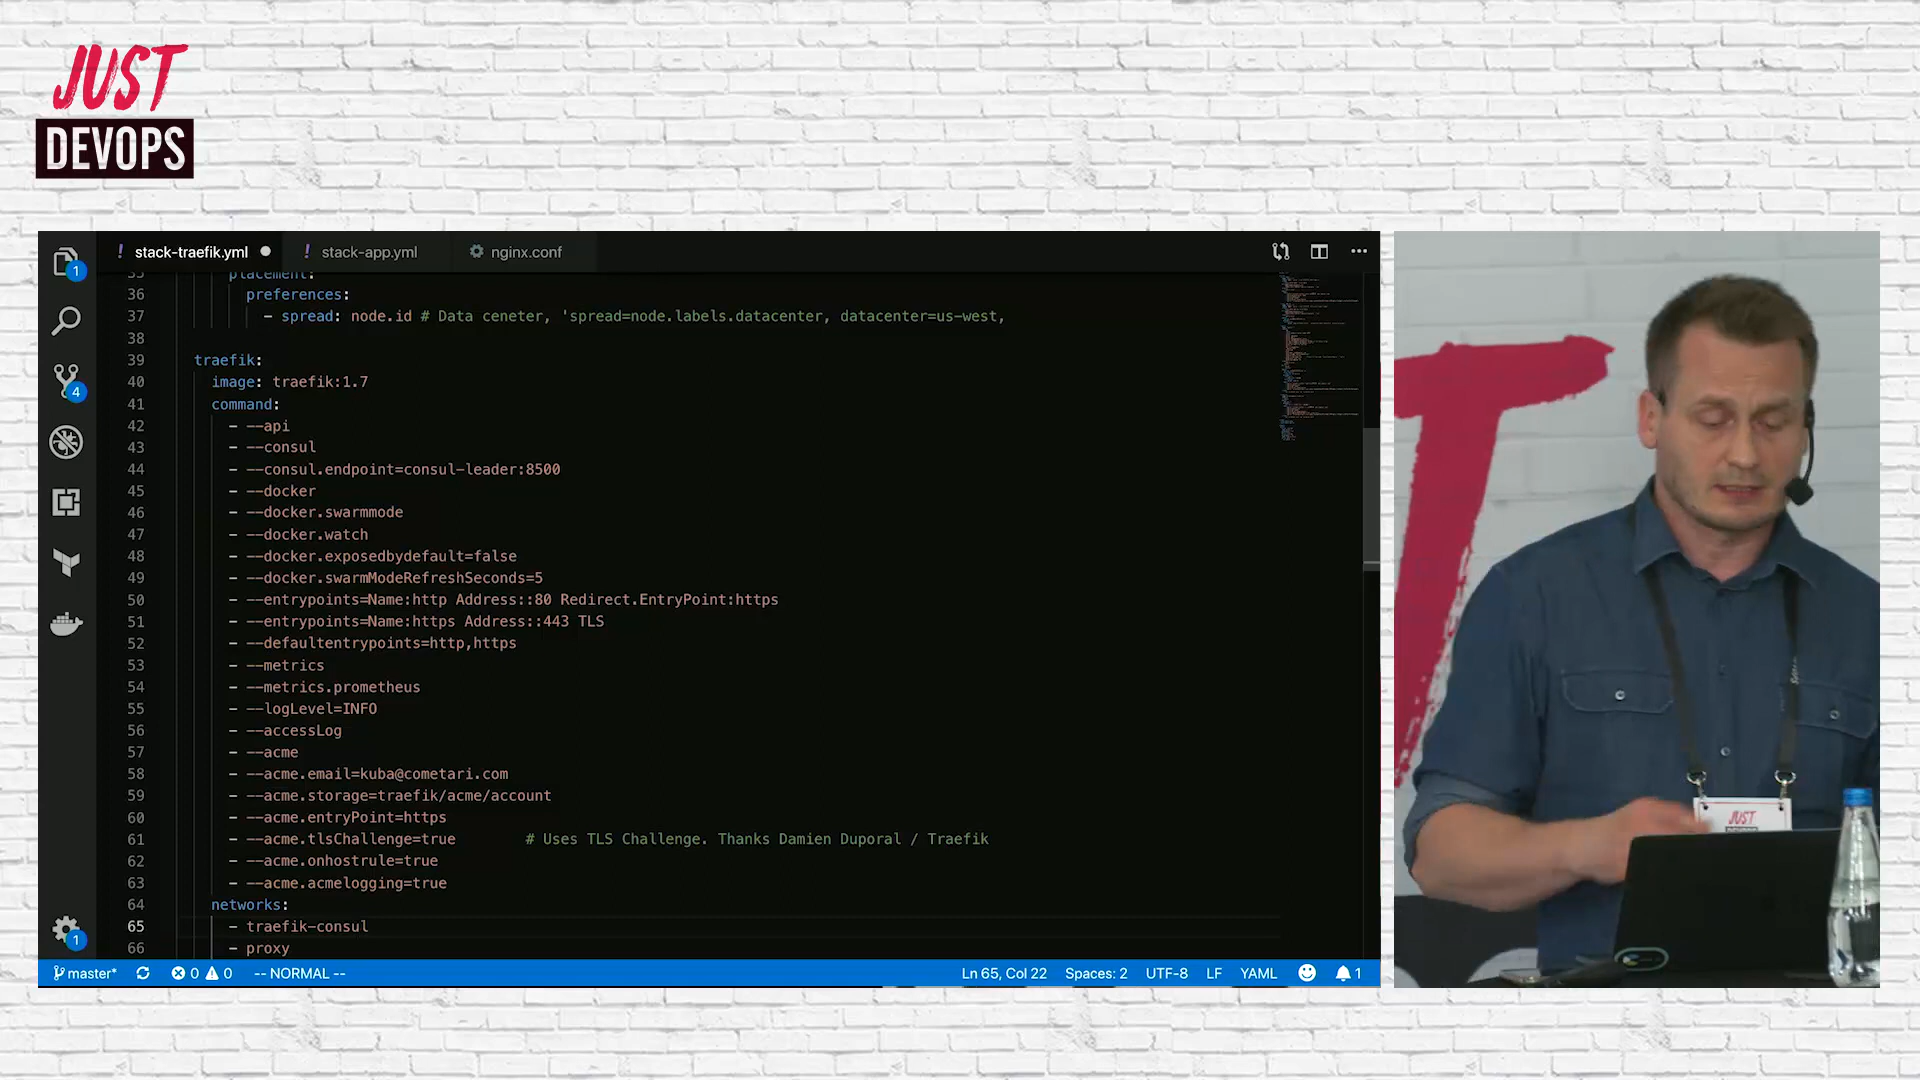 JUST
DEVOPS
stack-traefik.yml
stack-app.yml
nginx.conf
35 placement:
36 preferences:
37 - spread: node.id # Data ceneter, 'spread=node.labels.datacenter, datacenter=us-west,
38
39 traefik:
40 image: traefik:1.7
41 command:
42 - --api
43 - --consul
44 - --consul.endpoint=consul-leader:8500
45 - --docker
46 - --docker.swarmmode
47 - --docker.watch
48 - --docker.exposedbydefault=false
49 - --docker.swarmModeRefreshSeconds=5
50 - --entrypoints=Name:http Address::80 Redirect.EntryPoint:https
51 - --entrypoints=Name:https Address::443 TLS
52 - --defaultentrypoints=http,https
53 - --metrics
54 - --metrics.prometheus
55 - --logLevel=INFO
56 - --accessLog
57 - --acme
58 - --acme.email=kuba@cometari.com
59 - --acme.storage=traefik/acme/account
60 - --acme.entryPoint=https
61 - --acme.tlsChallenge=true # Uses TLS Challenge. Thanks Damien Duporal / Traefik
62 - --acme.onhostrule=true
63 - --acme.acmelogging=true
64 networks:
65 - traefik-consul
66 - proxy
1
4
1
master* 0 0 -- NORMAL -- Ln 65, Col 22 Spaces: 2 UTF-8 LF YAML 1
T
JUST